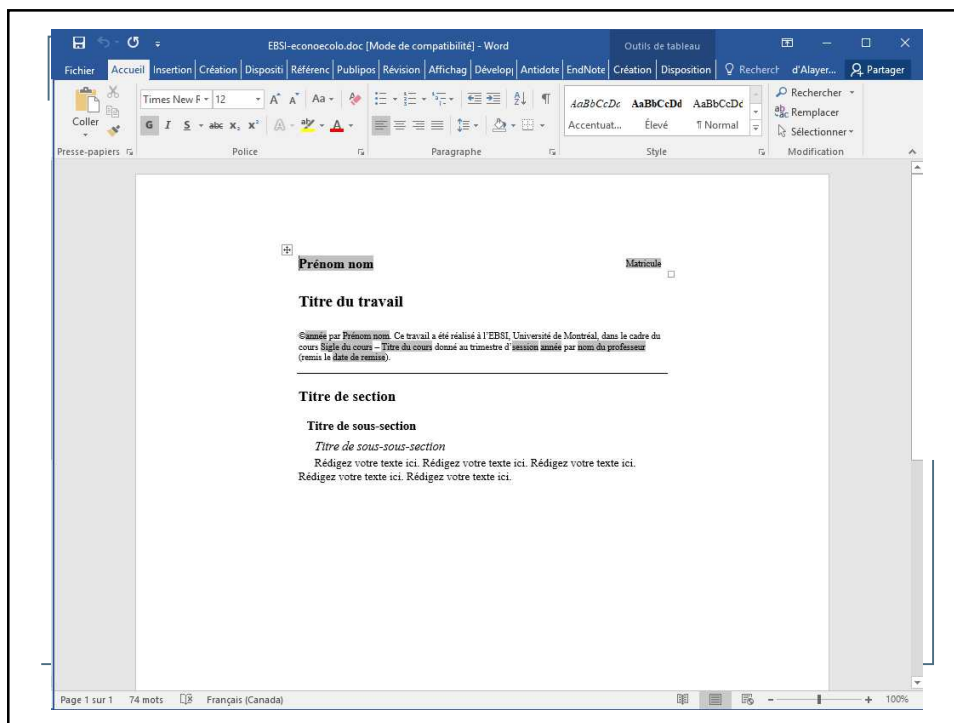 EBSI-econoecolo.doc [Mode de compatibilité] - Word
Outils de tableau
Fichier Accueil Insertion Création Dispositi Référenc Publipos Révision Affichag Dévelop Antidote EndNote Création Disposition Recherch d'Alayer... Partager
Coller
Times New F 12 A A Aa
G I S abc x₂ x² A ab A
AaBbCcDc AaBbCcDd AaBbCcDc
Accentuat... Élevé ¶ Normal
Rechercher
Remplacer
Sélectionner
Presse-papiers Police Paragraphe Style Modification
Prénom nom Matricule
Titre du travail
©année par Prénom nom. Ce travail a été réalisé à l'EBSI, Université de Montréal, dans le cadre du
cours Sigle du cours – Titre du cours donné au trimestre d'session année par nom du professeur
(remis le date de remise).
Titre de section
Titre de sous-section
Titre de sous-sous-section
Rédigez votre texte ici. Rédigez votre texte ici. Rédigez votre texte ici.
Rédigez votre texte ici. Rédigez votre texte ici.
Page 1 sur 1 74 mots Français (Canada) 100%